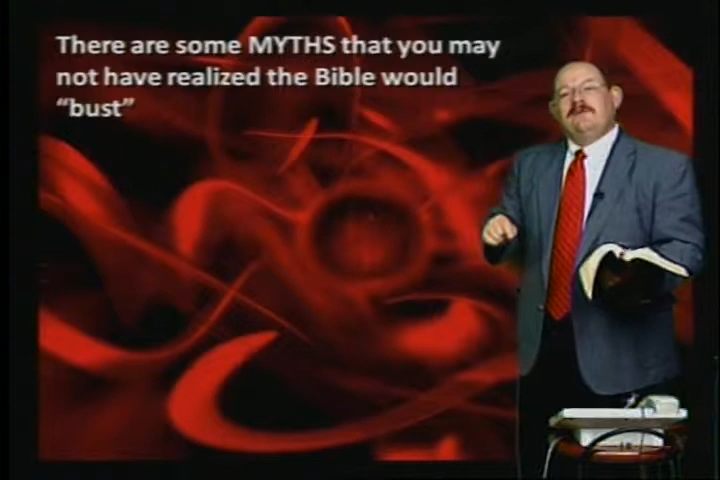 There are some MYTHS that you may
not have realized the Bible would
“bust”